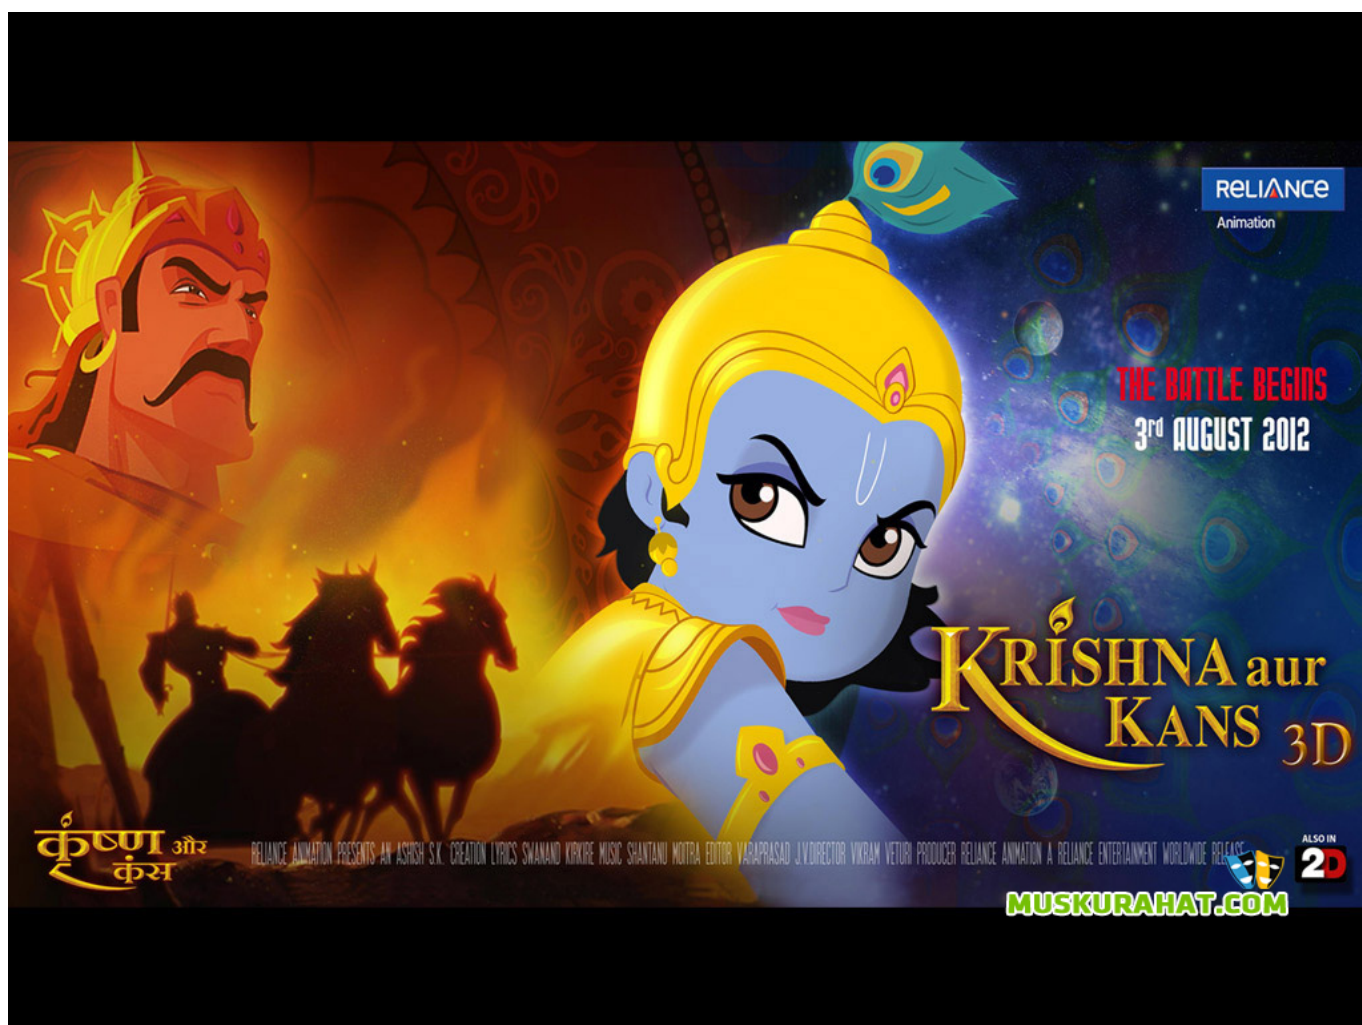 RELIANCE
Animation
THE BATTLE BEGINS
3rd AUGUST 2012
KRISHNA aur
KANS 3D
कृष्ण और
कंस
RELIANCE ANIMATION PRESENTS AN ASHISH S.K. CREATION LYRICS SWANAND KIRKIRE MUSIC SHANTANU MOITRA EDITOR VARAPRASAD J.V.DIRECTOR VIKRAM VETURI PRODUCER RELIANCE ANIMATION A RELIANCE ENTERTAINMENT WORLDWIDE RELEASE
ALSO IN
2D
MUSKURAHAT.COM